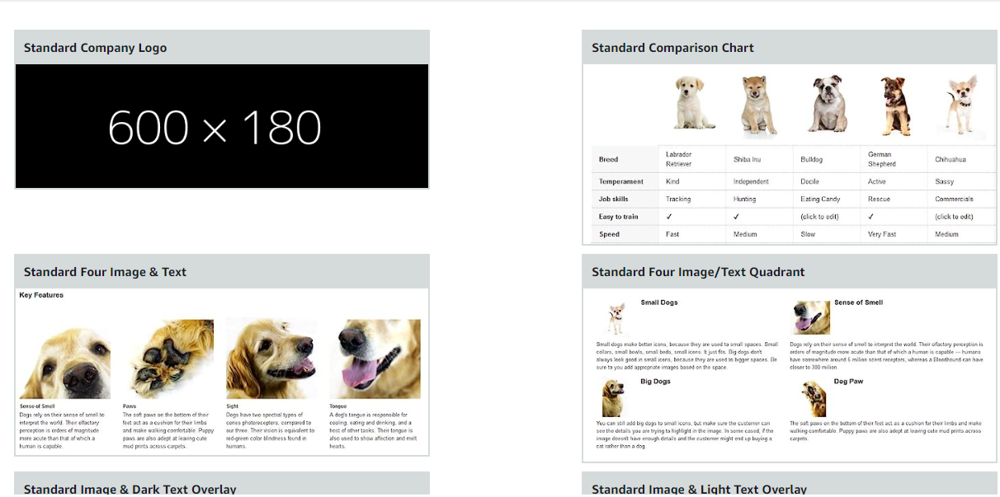 Standard Company Logo
600 × 180
Standard Comparison Chart
Breed Labrador Retriever Shiba Inu Bulldog German Shepherd Chihuahua
Temperament Kind Independent Docile Active Sassy
Job skills Tracking Hunting Eating Candy Rescue Commercials
Easy to train ✓ ✓ (click to edit) ✓ (click to edit)
Speed Fast Medium Slow Very Fast Medium
Standard Four Image & Text
Key Features
Sense of Smell
Dogs rely on their sense of smell to
interpret the world. Their olfactory
perception is orders of magnitude
more acute than that of which a
human is capable.
Paws
The soft paws on the bottom of their
feet act as a cushion for their limbs
and make walking comfortable. Puppy
paws are also adept at leaving cute
mud prints across carpets.
Sight
Dogs have two spectral types of
cones photoreceptors, compared to
our three. Their vision is equivalent to
red-green color blindness found in
humans.
Tongue
A dog's tongue is responsible for
cooling, eating and drinking, and a
host of other tasks. Their tongue is
also used to show affection and melt
hearts.
Standard Four Image/Text Quadrant
Small Dogs
Small dogs make better icons, because they are used to small spaces. Small
collars, small bowls, small beds, small icons. It just fits. Big dogs don't
always look good in small icons, because they are used to bigger spaces. Be
sure to you add appropriate images based on the space.
Sense of Smell
Dogs rely on their sense of smell to interpret the world. Their olfactory perception is
orders of magnitude more acute than that of which a human is capable — humans
have somewhere around 5 million scent receptors, whereas a Bloodhound can have
closer to 300 million.
Big Dogs
You can still add big dogs to small icons, but make sure the customer can
see the details you are trying to highlight in the image. In some cased, if the
image doesn't have enough details and the customer might end up buying a
cat rather than a dog.
Dog Paw
The soft paws on the bottom of their feet act as a cushion for their limbs and make
walking comfortable. Puppy paws are also adept at leaving cute mud prints across
carpets.
Standard Image & Dark Text Overlay
Standard Image & Light Text Overlay